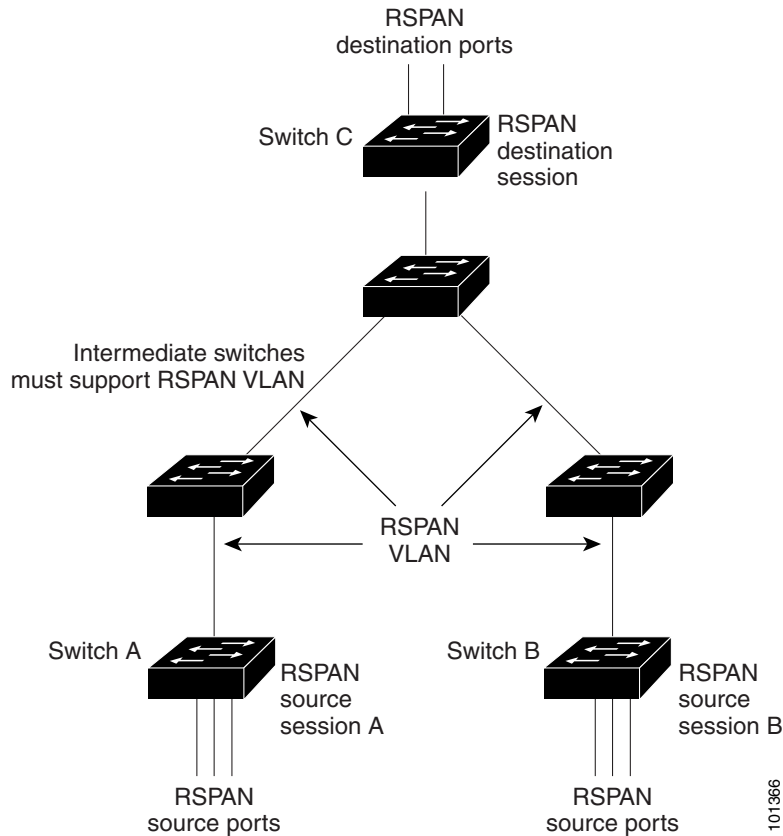 RSPAN
destination ports
Switch C
RSPAN
destination
session
Intermediate switches
must support RSPAN VLAN
RSPAN
VLAN
Switch A
RSPAN
source
session A
Switch B
RSPAN
source
session B
RSPAN
source ports
RSPAN
source ports
101366